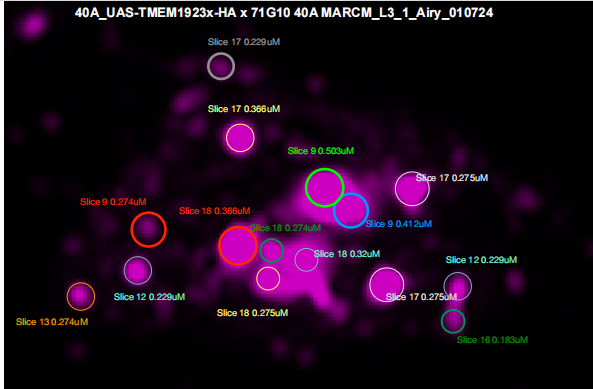 40A_UAS-TMEM1923x-HA x 71G10 40A MARCM_L3_1_Airy_010724
Slice 17 0.229uM
Slice 17 0.366uM
Slice 9 0.503uM
Slice 17 0.275uM
Slice 9 0.274uM
Slice 18 0.366uM
Slice 18 0.274uM
Slice 9 0.412uM
Slice 18 0.32uM
Slice 12 0.229uM
Slice 12 0.229uM
Slice 17 0.275uM
Slice 18 0.275uM
Slice 13 0.274uM
Slice 16 0.183uM